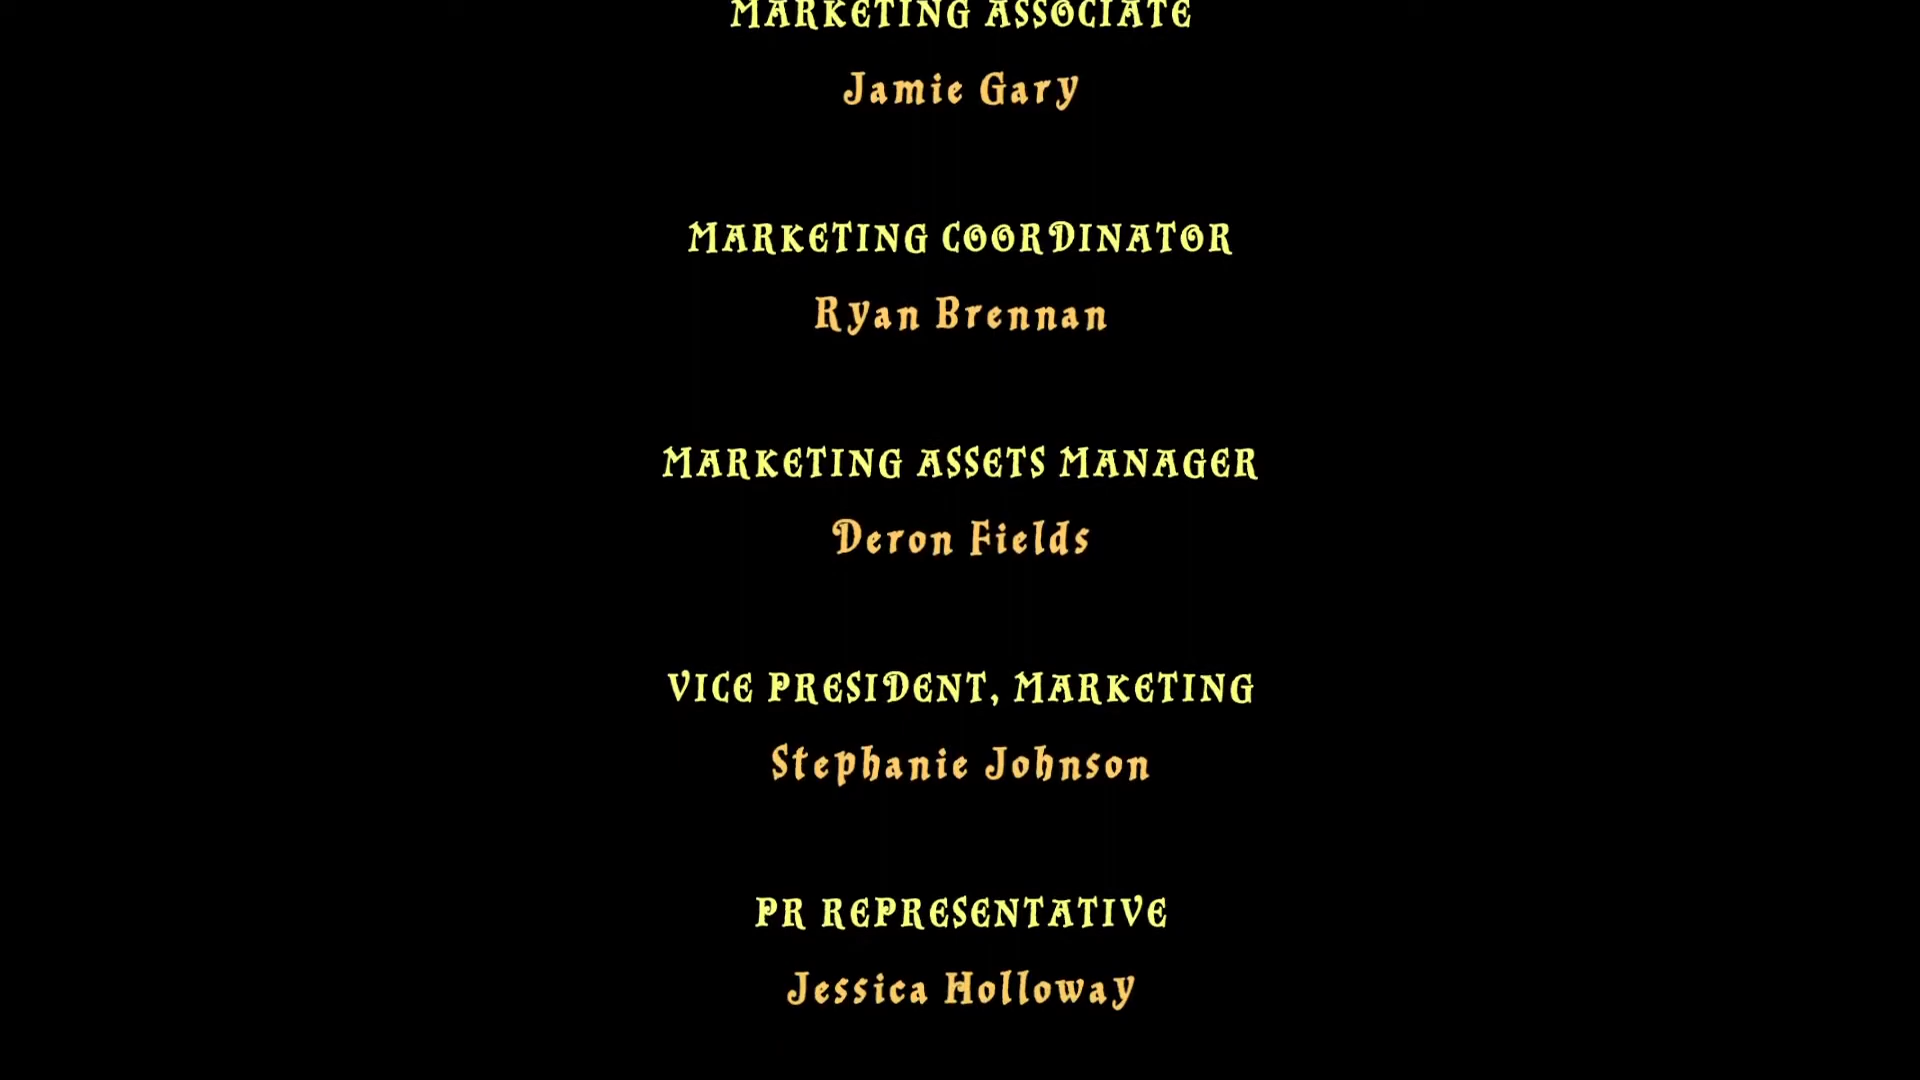 MARKETING ASSOCIATE
Jamie Gary
MARKETING COORDINATOR
Ryan Brennan
MARKETING ASSETS MANAGER
Deron Fields
VICE PRESIDENT, MARKETING
Stephanie Johnson
PR REPRESENTATIVE
Jessica Holloway